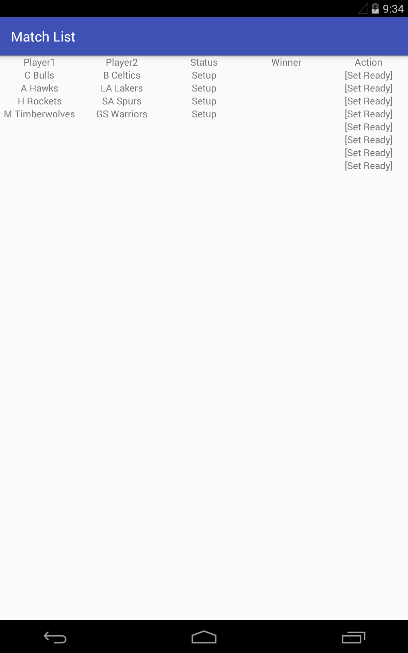 9:34
Match List
Player1 Player2 Status Winner Action
C Bulls B Celtics Setup [Set Ready]
A Hawks LA Lakers Setup [Set Ready]
H Rockets SA Spurs Setup [Set Ready]
M Timberwolves GS Warriors Setup [Set Ready]
[Set Ready]
[Set Ready]
[Set Ready]
[Set Ready]